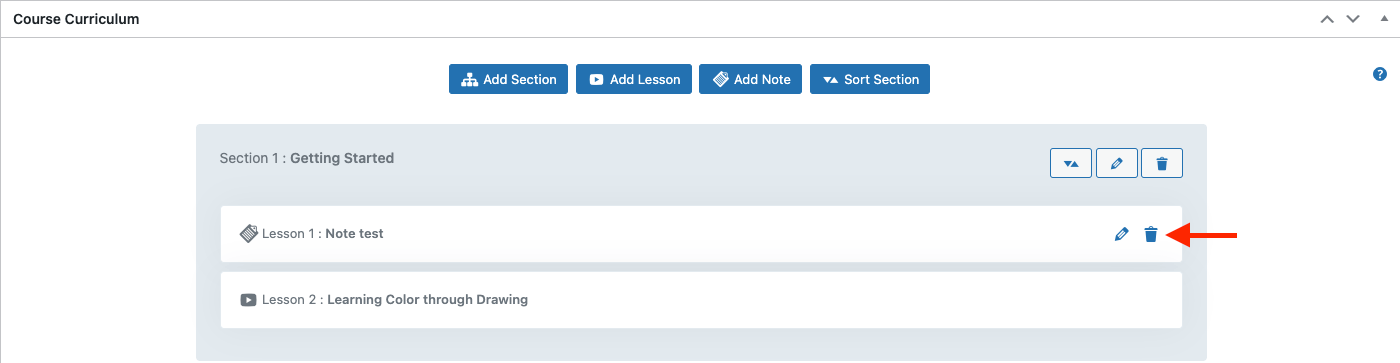 Course Curriculum
Add Section Add Lesson Add Note Sort Section
?
Section 1 : Getting Started
Lesson 1 : Note test
Lesson 2 : Learning Color through Drawing